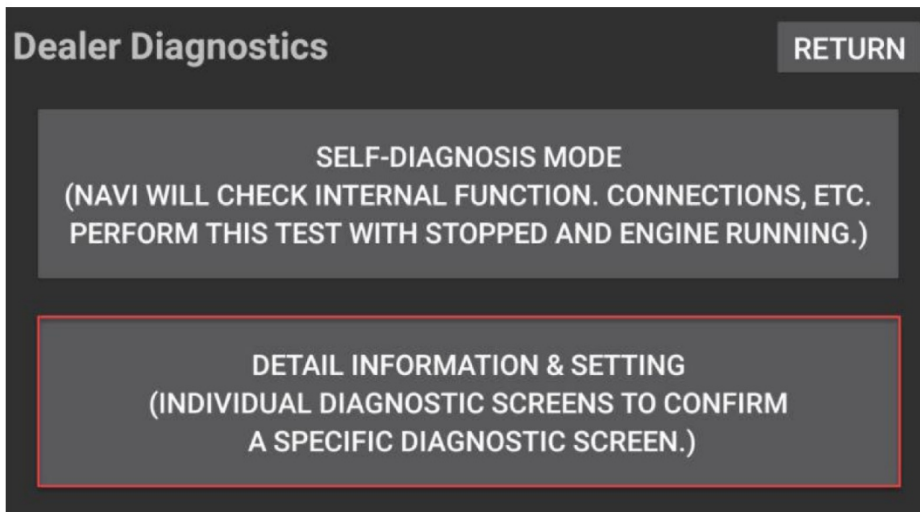 Dealer Diagnostics
RETURN
SELF-DIAGNOSIS MODE
(NAVI WILL CHECK INTERNAL FUNCTION. CONNECTIONS, ETC.
PERFORM THIS TEST WITH STOPPED AND ENGINE RUNNING.)
DETAIL INFORMATION & SETTING
(INDIVIDUAL DIAGNOSTIC SCREENS TO CONFIRM
A SPECIFIC DIAGNOSTIC SCREEN.)